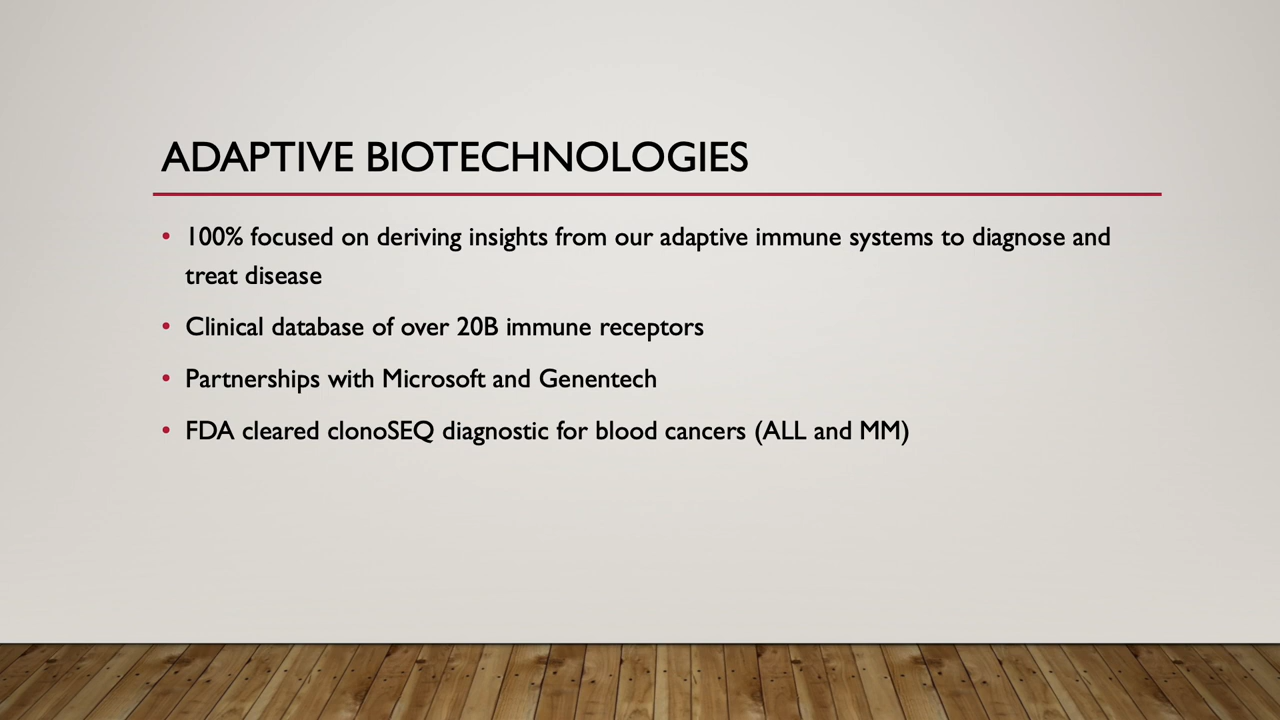 ADAPTIVE BIOTECHNOLOGIES
• 100% focused on deriving insights from our adaptive immune systems to diagnose and
treat disease
• Clinical database of over 20B immune receptors
• Partnerships with Microsoft and Genentech
• FDA cleared clonoSEQ diagnostic for blood cancers (ALL and MM)